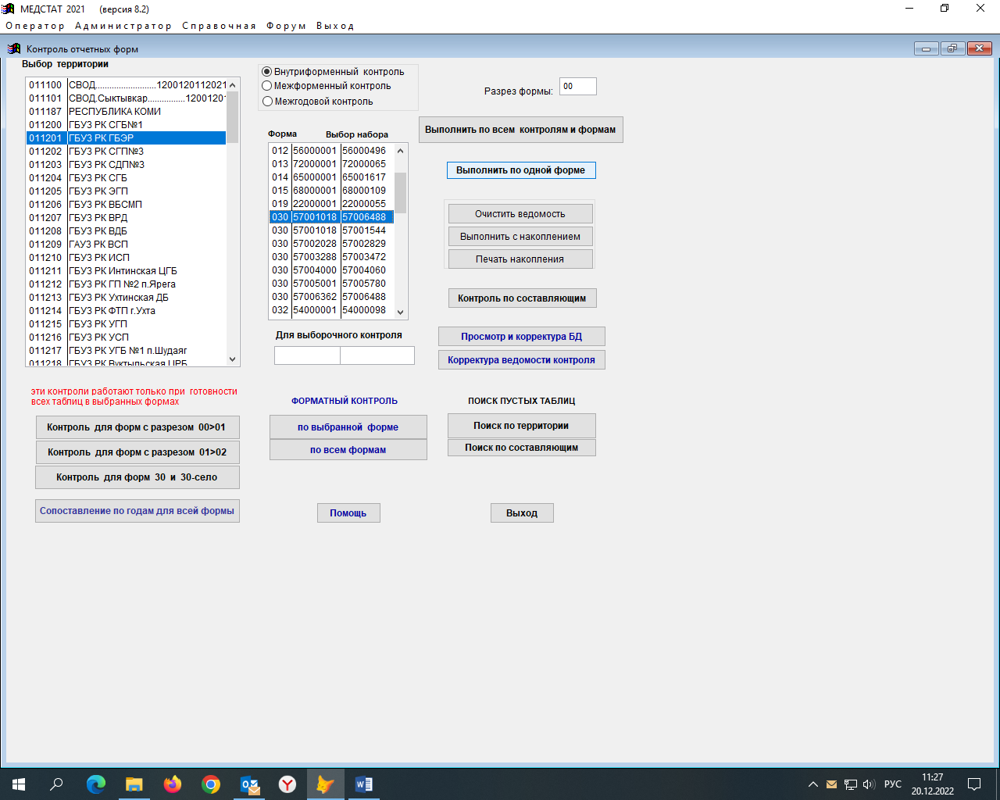 МЕДСТАТ 2021 (версия 8.2)
Оператор Администратор Справочная Форум Выход
Контроль отчетных форм
Выбор территории
011100 СВОД..........................1200120112021
011101 СВОД.Сыктывкар................1200120
011187 РЕСПУБЛИКА КОМИ
011200 ГБУЗ РК СГБ№1
011201 ГБУЗ РК ГБЭР
011202 ГБУЗ РК СГП№3
011203 ГБУЗ РК СДП№3
011204 ГБУЗ РК СГБ
011205 ГБУЗ РК ЭГП
011206 ГБУЗ РК ВБСМП
011207 ГБУЗ РК ВРД
011208 ГБУЗ РК ВДБ
011209 ГАУЗ РК ВСП
011210 ГБУЗ РК ИСП
011211 ГБУЗ РК Интинская ЦГБ
011212 ГБУЗ РК ГП №2 п.Ярега
011213 ГБУЗ РК Ухтинская ДБ
011214 ГБУЗ РК ФТП г.Ухта
011215 ГБУЗ РК УГП
011216 ГБУЗ РК УСП
011217 ГБУЗ РК УГБ №1 п.Шудаяг
011218 ГБУЗ РК Вуктыльская ЦРБ
Внутриформенный контроль
Межформенный контроль
Межгодовой контроль
Разрез формы: 00
Форма Выбор набора
012 56000001 56000496
013 72000001 72000065
014 65000001 65001617
015 68000001 68000109
019 22000001 22000055
030 57001018 57006488
030 57001018 57001544
030 57002028 57002829
030 57003288 57003472
030 57004000 57004060
030 57005001 57005780
030 57006362 57006488
032 54000001 54000098
Для выборочного контроля
Выполнить по всем контролям и формам
Выполнить по одной форме
Очистить ведомость
Выполнить с накоплением
Печать накопления
Контроль по составляющим
Просмотр и корректура БД
Корректура ведомости контроля
эти контроли работают только при готовности
всех таблиц в выбранных формах
Контроль для форм с разрезом 00>01
Контроль для форм с разрезом 01>02
Контроль для форм 30 и 30-село
Сопоставление по годам для всей формы
ФОРМАТНЫЙ КОНТРОЛЬ
по выбранной форме
по всем формам
ПОИСК ПУСТЫХ ТАБЛИЦ
Поиск по территории
Поиск по составляющим
Помощь
Выход
РУС
11:27
20.12.2022